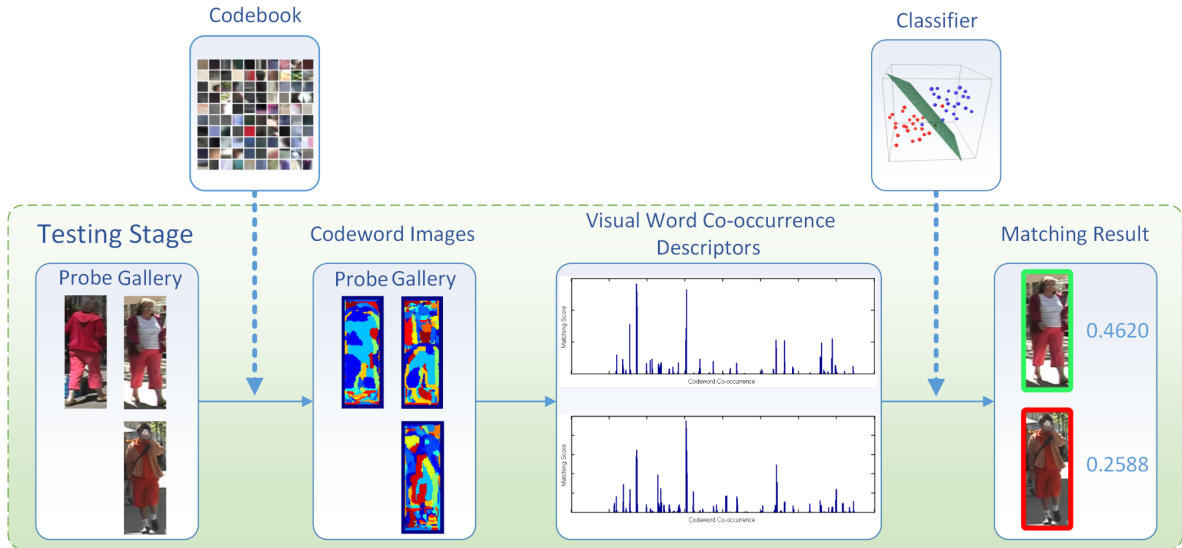 Codebook
Classifier
Testing Stage
Probe Gallery
Codeword Images
Probe Gallery
Visual Word Co-occurrence
Descriptors
Matching Score
Codeword Co-occurrence
Matching Score
Codeword Co-occurrence
Matching Result
0.4620
0.2588